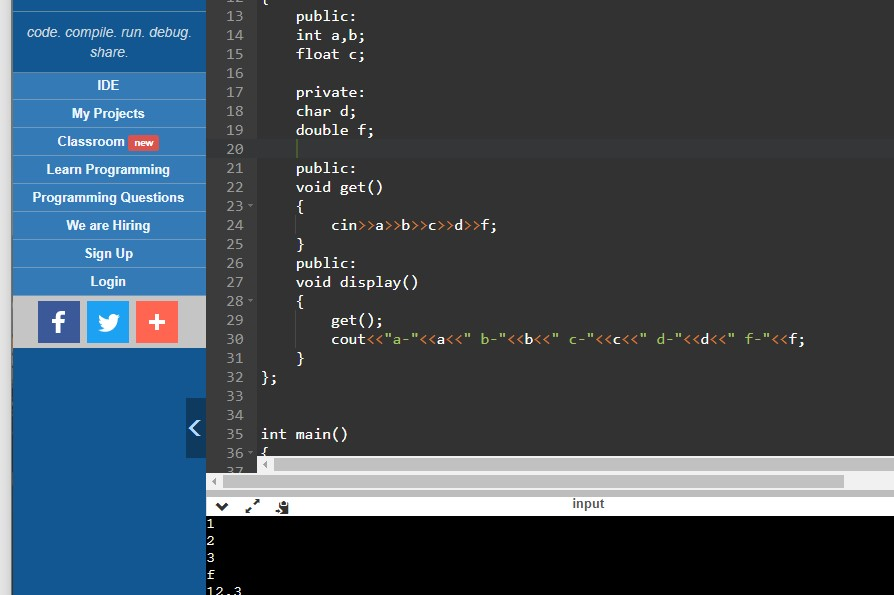 code. compile. run. debug.
share.
IDE
My Projects
Classroom new
Learn Programming
Programming Questions
We are Hiring
Sign Up
Login
12 {
13 public:
14 int a,b;
15 float c;
16
17 private:
18 char d;
19 double f;
20
21 public:
22 void get()
23 {
24 cin>>a>>b>>c>>d>>f;
25 }
26 public:
27 void display()
28 {
29 get();
30 cout<<"a-"<<a<<" b-"<<b<<" c-"<<c<<" d-"<<d<<" f-"<<f;
31 }
32 };
33
34
35 int main()
36 {
37
input
1
2
3
f
12.3